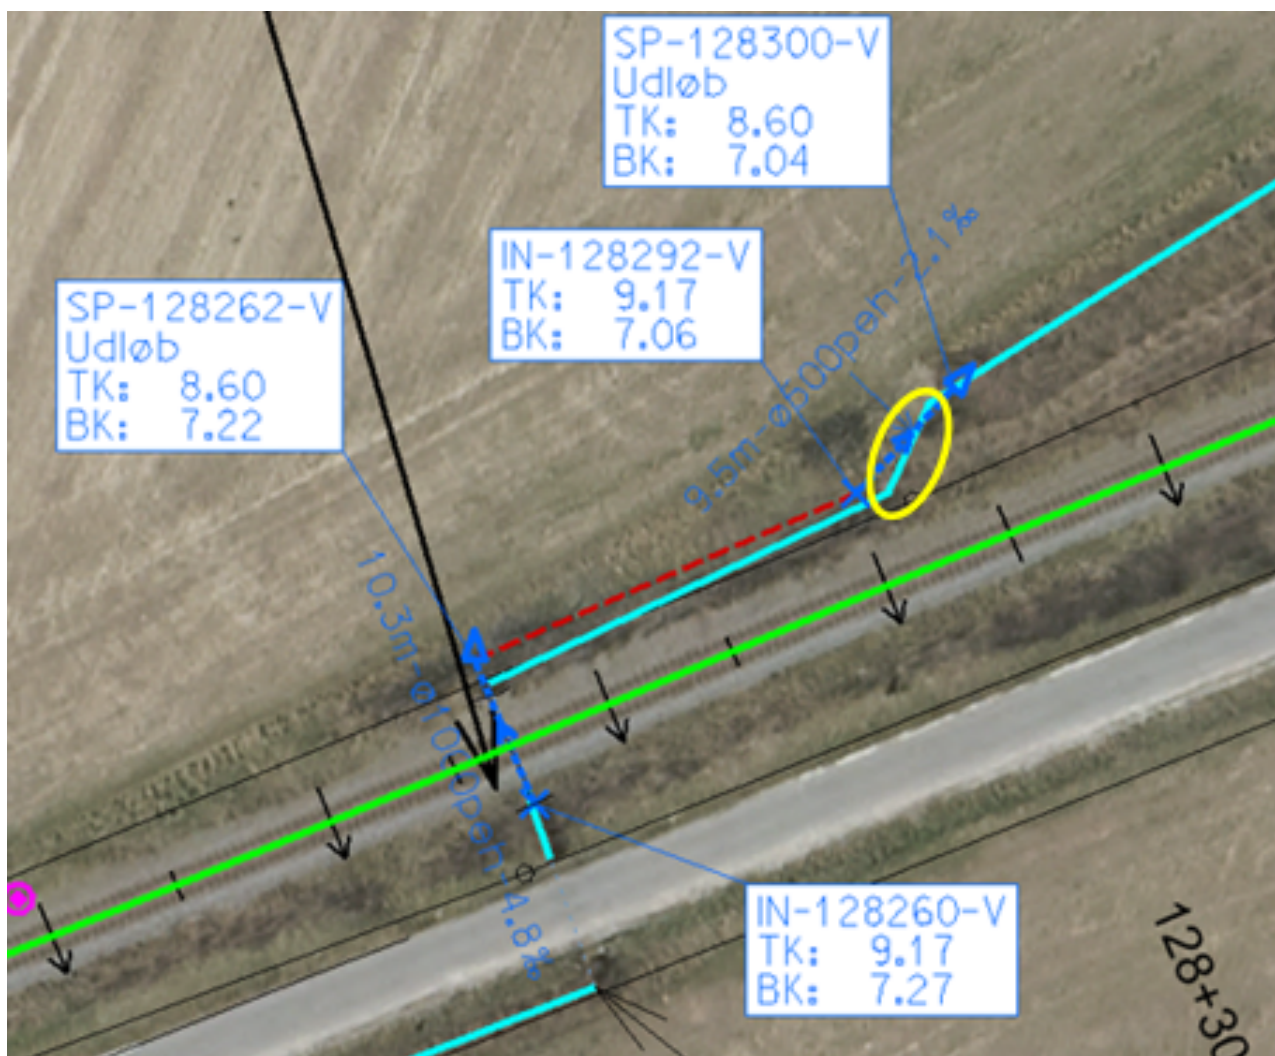 SP-128300-V
Udløb
TK: 8.60
BK: 7.04
IN-128292-V
TK: 9.17
BK: 7.06
SP-128262-V
Udløb
TK: 8.60
BK: 7.22
9.5m-ø500peh-2.1‰
10.3m-ø1000peh-4.8‰
IN-128260-V
TK: 9.17
BK: 7.27
128+30